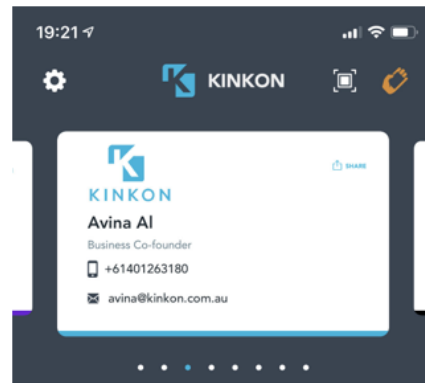 19:21
KINKON
SHARE
KINKON
Avina Al
Business Co-founder
+61401263180
avina@kinkon.com.au